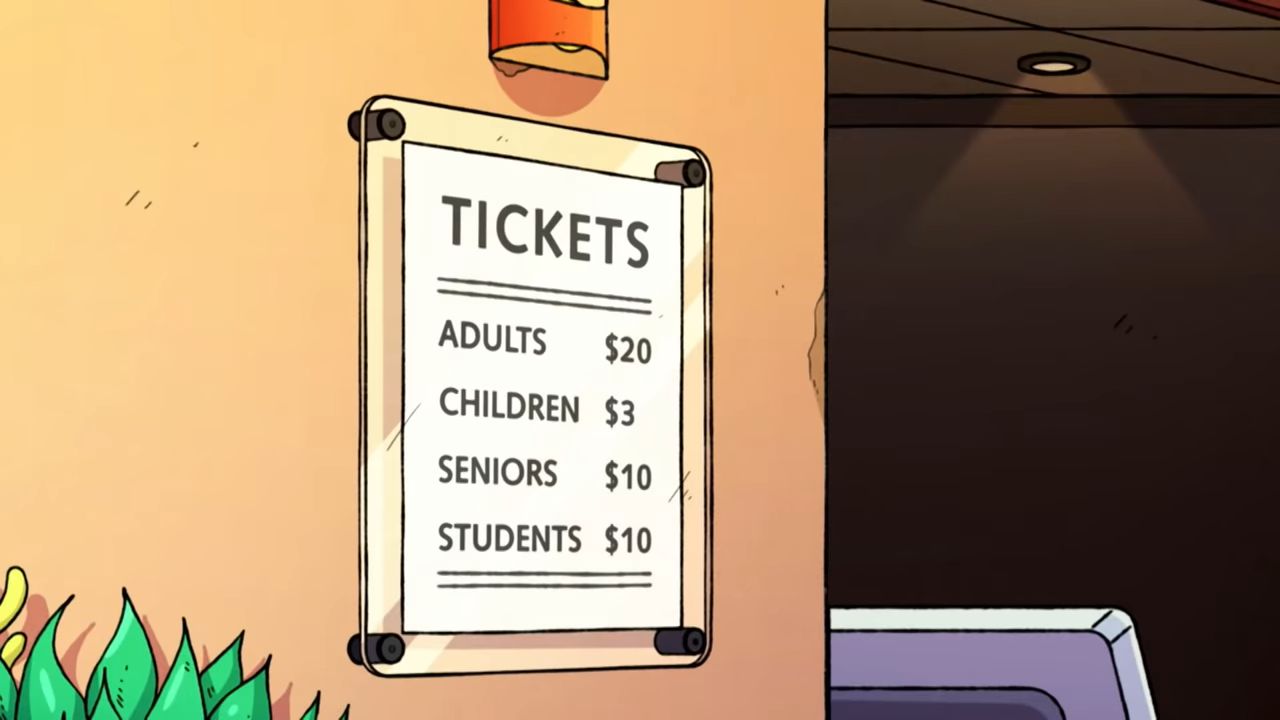 TICKETS
ADULTS $20
CHILDREN $3
SENIORS $10
STUDENTS $10